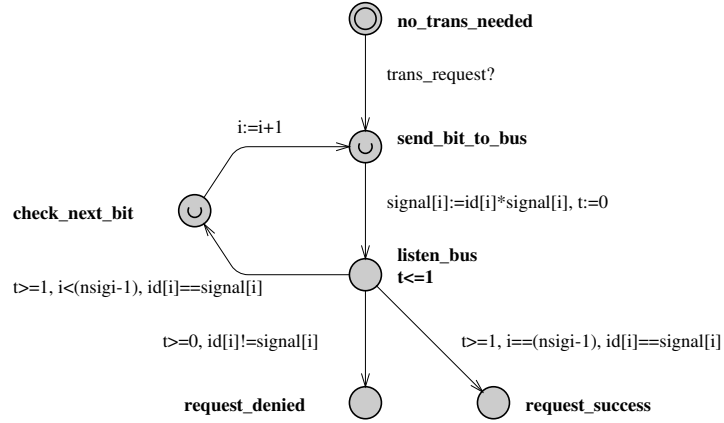 no_trans_needed
trans_request?
i:=i+1
send_bit_to_bus
signal[i]:=id[i]*signal[i], t:=0
check_next_bit
listen_bus
t<=1
t>=1, i<(nsigi-1), id[i]==signal[i]
t>=0, id[i]!=signal[i]
t>=1, i==(nsigi-1), id[i]==signal[i]
request_denied
request_success